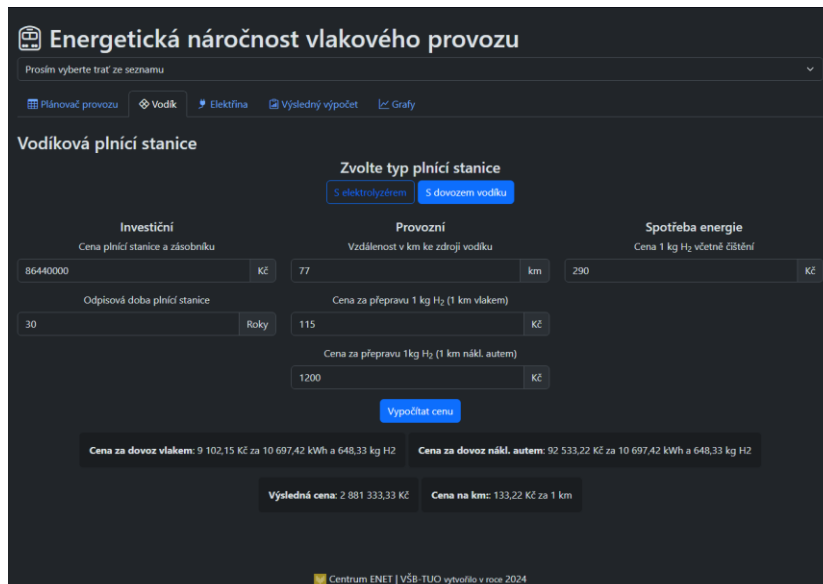 Energetická náročnost vlakového provozu
Prosím vyberte trať ze seznamu
Plánovač provozu Vodík Elektřina Výsledný výpočet Grafy
Vodíková plnící stanice
Zvolte typ plnící stanice
S elektrolyzérem S dovozem vodíku
Investiční Provozní Spotřeba energie
Cena plnící stanice a zásobníku Vzdálenost v km ke zdroji vodíku Cena 1 kg H₂ včetně čištění
86440000 Kč 77 km 290 Kč
Odpisová doba plnící stanice Cena za přepravu 1 kg H₂ (1 km vlakem)
30 Roky 115 Kč
Cena za přepravu 1kg H₂ (1 km nákl. autem)
1200 Kč
Vypočítat cenu
Cena za dovoz vlakem: 9 102,15 Kč za 10 697,42 kWh a 648,33 kg H2 Cena za dovoz nákl. autem: 92 533,22 Kč za 10 697,42 kWh a 648,33 kg H2
Výsledná cena: 2 881 333,33 Kč Cena na km:: 133,22 Kč za 1 km
Centrum ENET | VŠB-TUO vytvořilo v roce 2024